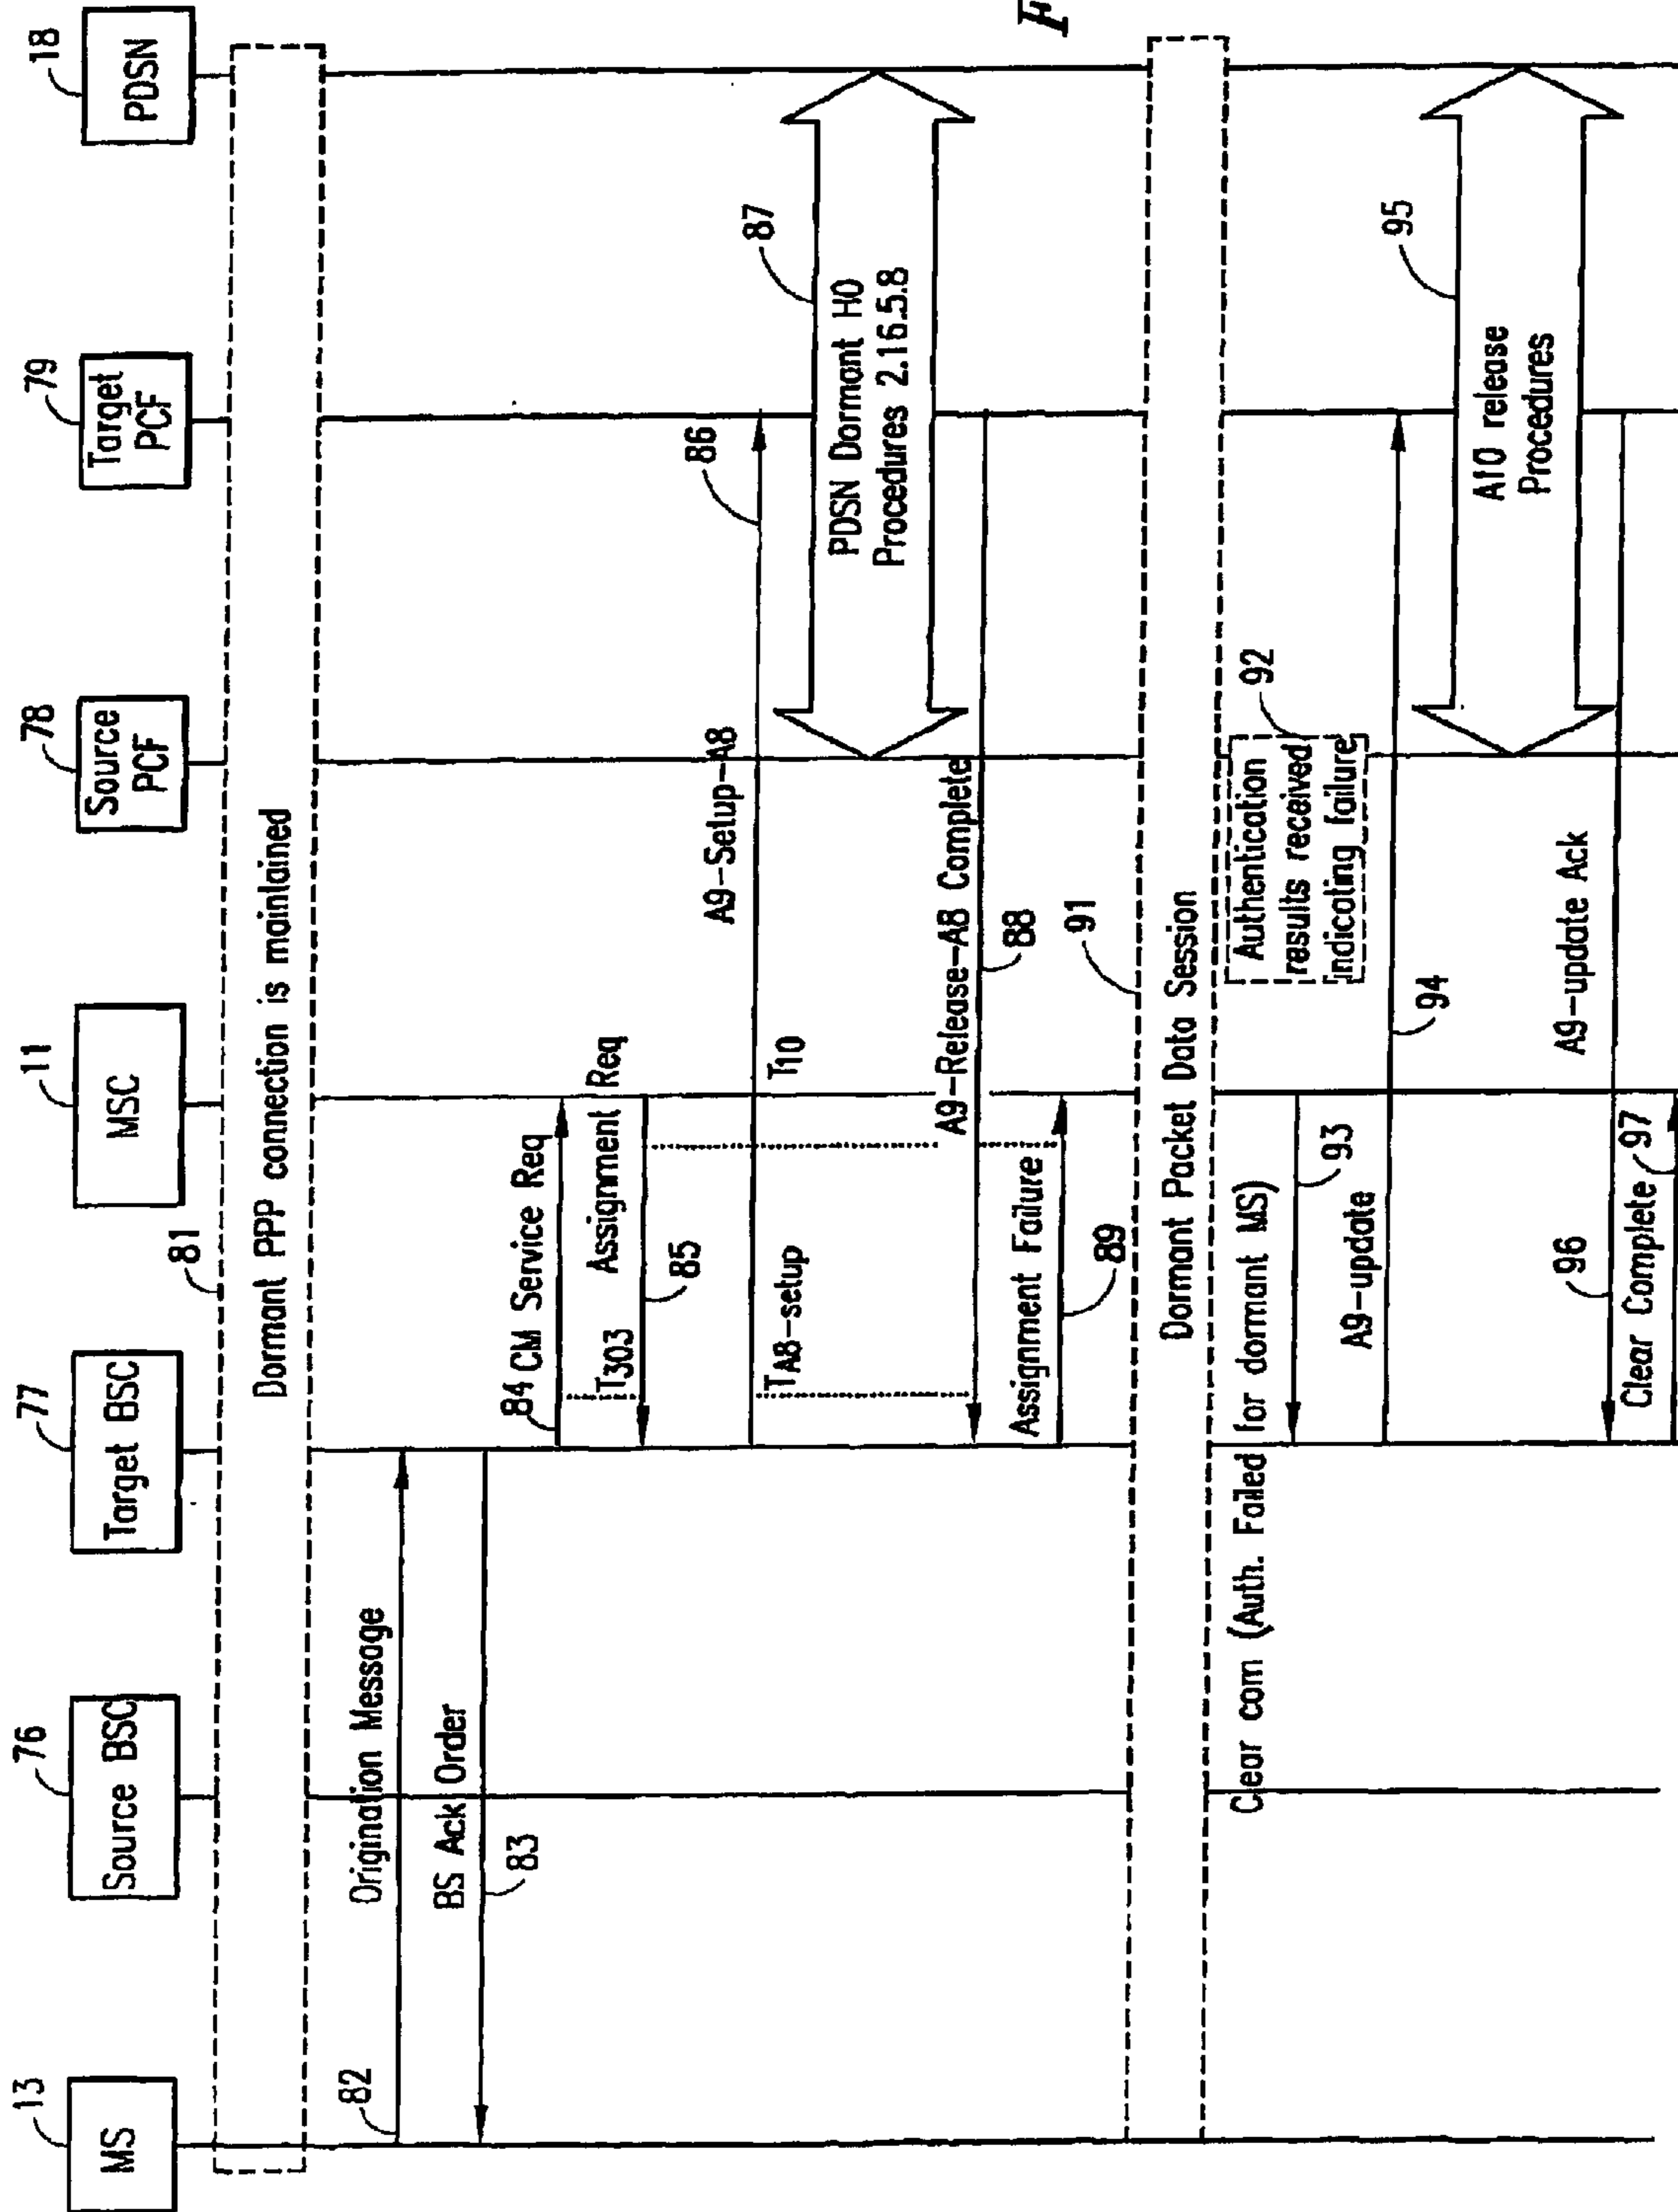 13
MS
76
Source BSC
77
Target BSC
11
MSC
78
Source
PCF
79
Target
PCF
18
PDSN
81
Dormant PPP connection is maintained
82
Origination Message
BS Ack Order
83
84 CM Service Req
T303
Assignment Req
85
A9-Setup-A8
86
TA8-setup
T10
87
PDSN Dormant HO
Procedures 2.16.5.8
A9-Release-A8 Complete
88
Assignment Failure
89
91
Dormant Packet Data Session
92
Authentication
results received
indicating failure
Clear com (Auth. Failed for dormant MS)
93
A9-update
94
95
A10 release
Procedures
A9-update Ack
96
Clear Complete
97